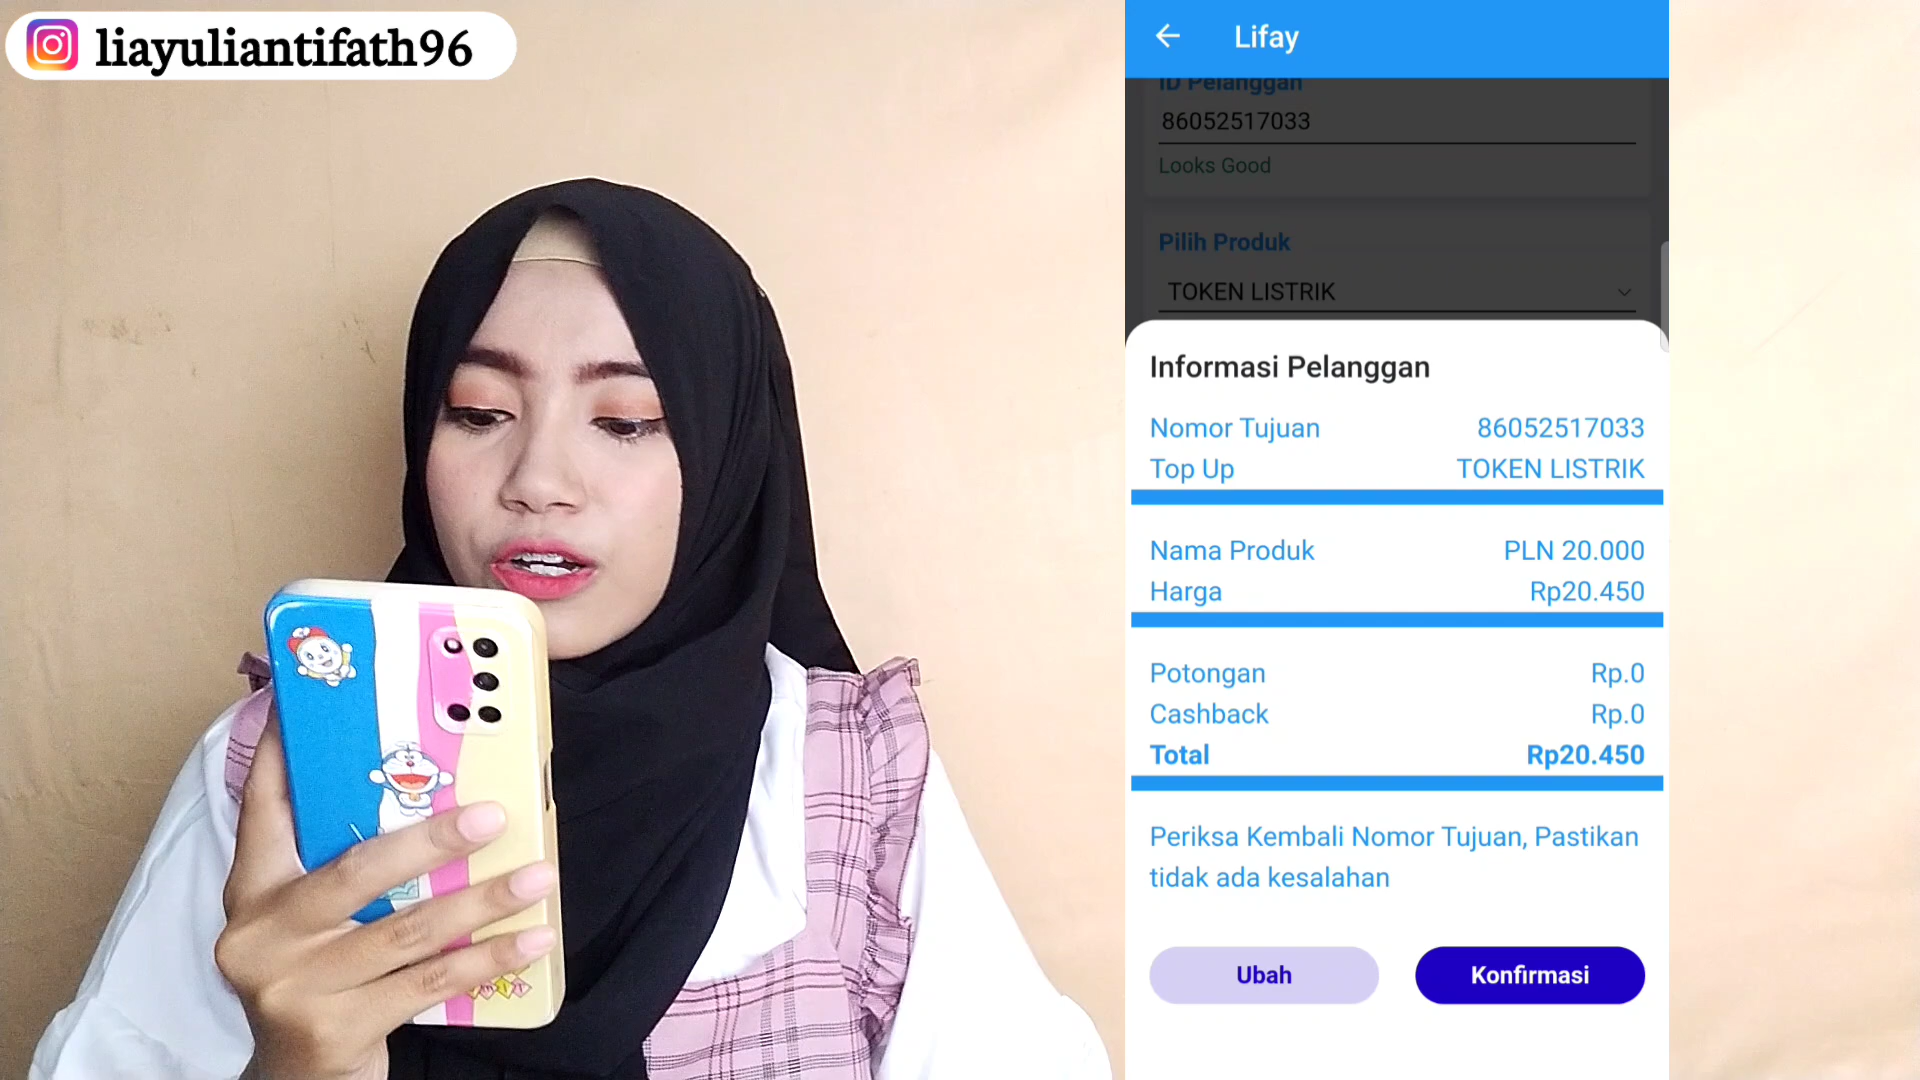 liayuliantifath96
Lifay
ID Pelanggan
86052517033
Looks Good
Pilih Produk
TOKEN LISTRIK
Informasi Pelanggan
Nomor Tujuan 86052517033
Top Up TOKEN LISTRIK
Nama Produk PLN 20.000
Harga Rp20.450
Potongan Rp.0
Cashback Rp.0
Total Rp20.450
Periksa Kembali Nomor Tujuan, Pastikan
tidak ada kesalahan
Ubah Konfirmasi